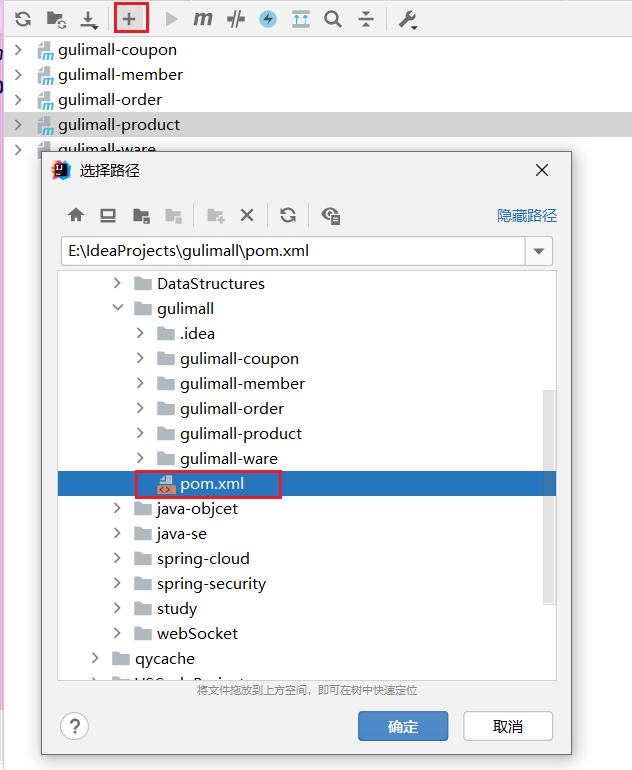 gulimall-coupon
gulimall-member
gulimall-order
gulimall-product
gulimall-ware
选择路径
隐藏路径
E:\IdeaProjects\gulimall\pom.xml
DataStructures
gulimall
.idea
gulimall-coupon
gulimall-member
gulimall-order
gulimall-product
gulimall-ware
pom.xml
java-objcet
java-se
spring-cloud
spring-security
study
webSocket
qycache
将文件拖放到上方空间，即可在树中快速定位
?
确定
取消